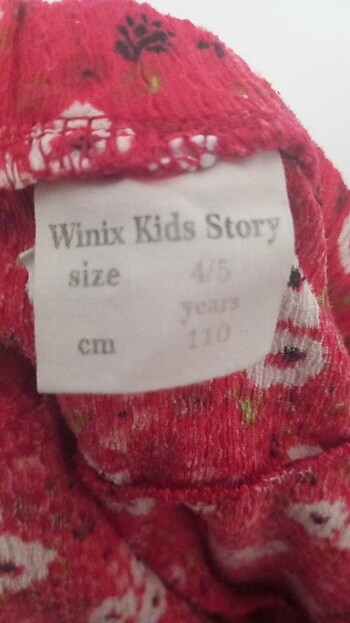 Winix Kids Story
size 4/5
years
cm 110